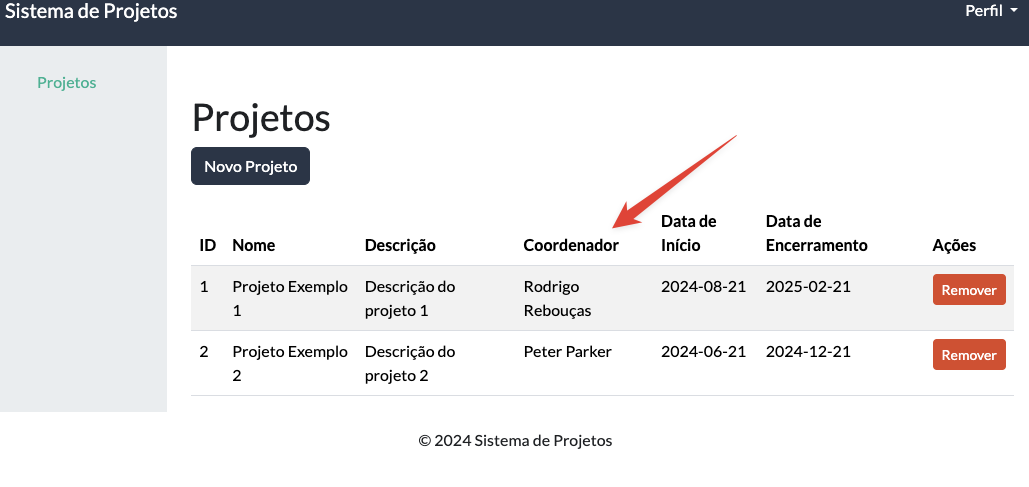 Sistema de Projetos
Perfil
Projetos
Projetos
Novo Projeto
ID Nome Descrição Coordenador Data de Início Data de Encerramento Ações
1 Projeto Exemplo 1 Descrição do projeto 1 Rodrigo Rebouças 2024-08-21 2025-02-21 Remover
2 Projeto Exemplo 2 Descrição do projeto 2 Peter Parker 2024-06-21 2024-12-21 Remover
© 2024 Sistema de Projetos